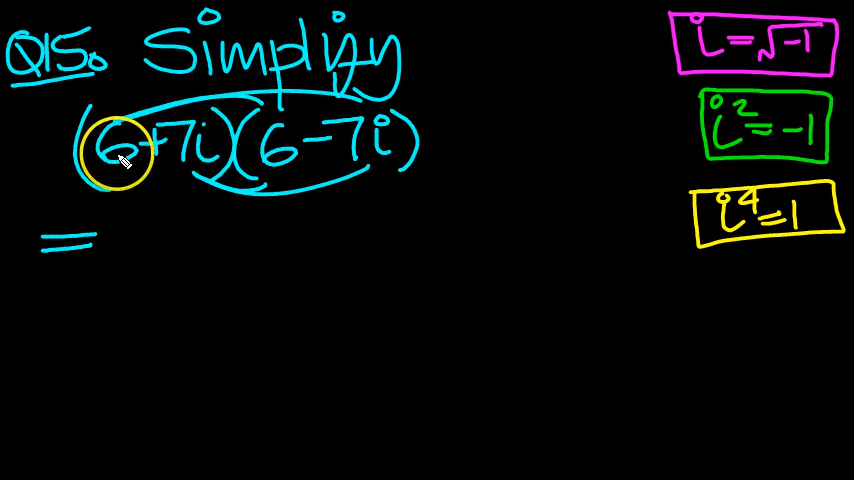 Q15. Simplify
(6+7i)(6-7i)
=
i = √-1
i² = -1
i⁴ = 1